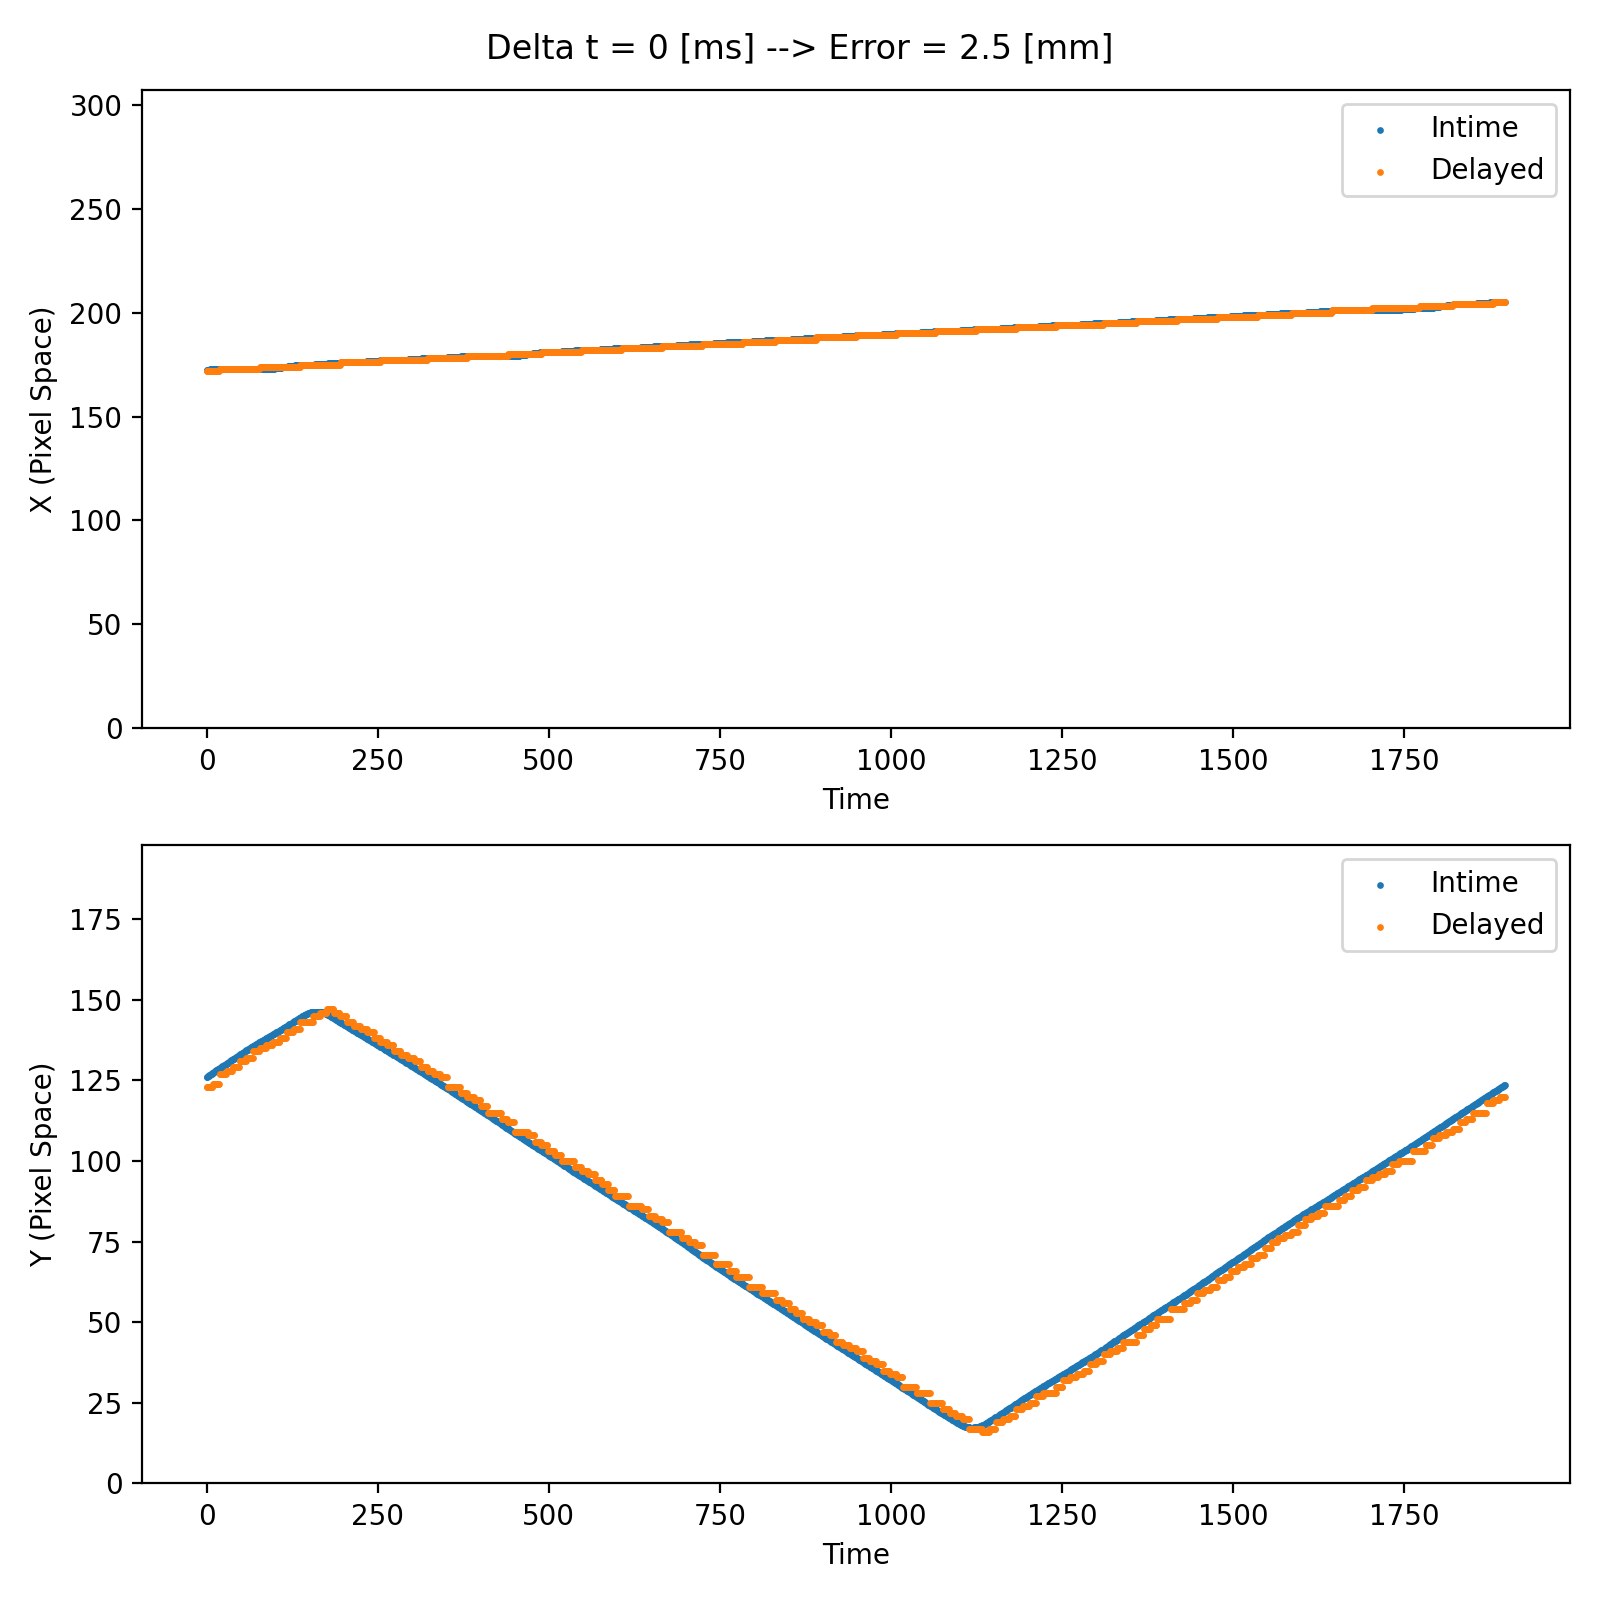 Delta t = 0 [ms] --> Error = 2.5 [mm]
300
250
200
150
100
50
0
X (Pixel Space)
Intime
Delayed
0 250 500 750 1000 1250 1500 1750
Time
175
150
125
100
75
50
25
0
Y (Pixel Space)
Intime
Delayed
0 250 500 750 1000 1250 1500 1750
Time